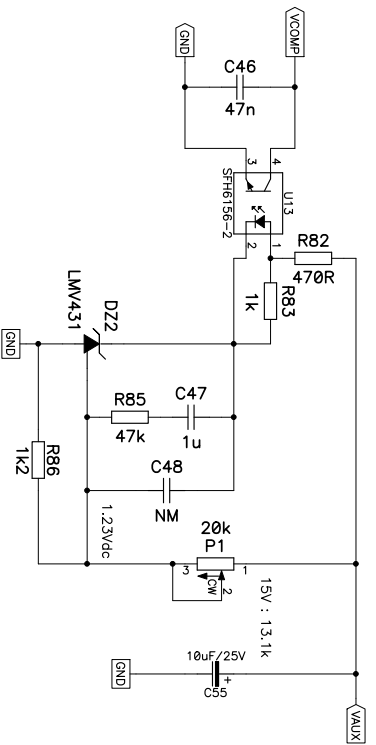 GND
VCOMP
C46
47n
3
4
SFH6156-2
U13
2
1
R82
470R
R83
1k
DZ2
LMV431
GND
R85
47k
C47
1u
R86
1k2
C48
NM
1.23Vdc
20k
P1
3
CW
2
1
15V : 13.1k
10uF/25V
+
C55
GND
VAUX